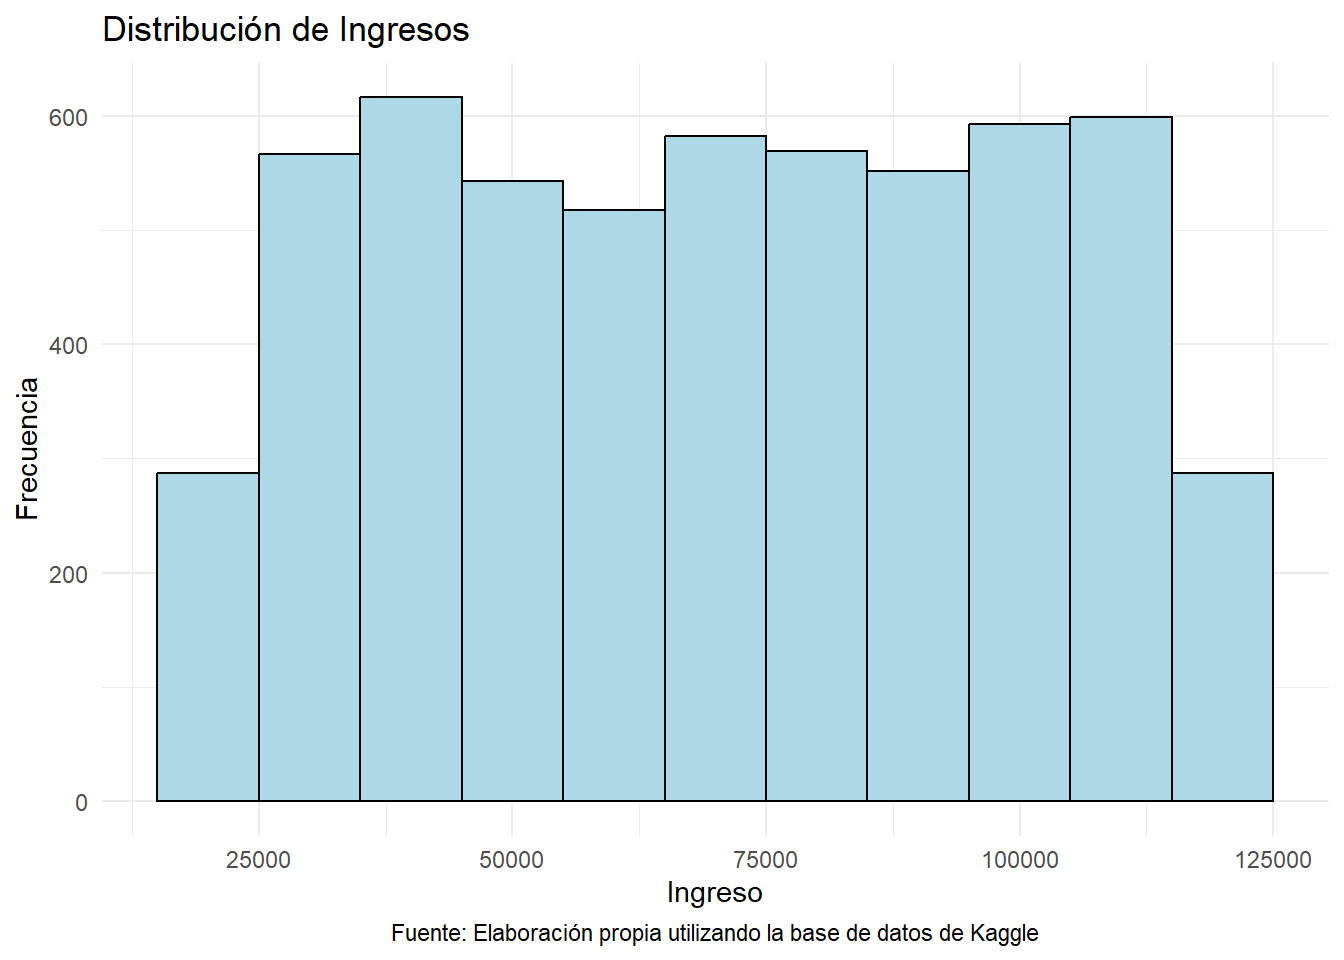 Distribución de Ingresos
Frecuencia
600
400
200
0
25000 50000 75000 100000 125000
Ingreso
Fuente: Elaboración propia utilizando la base de datos de Kaggle